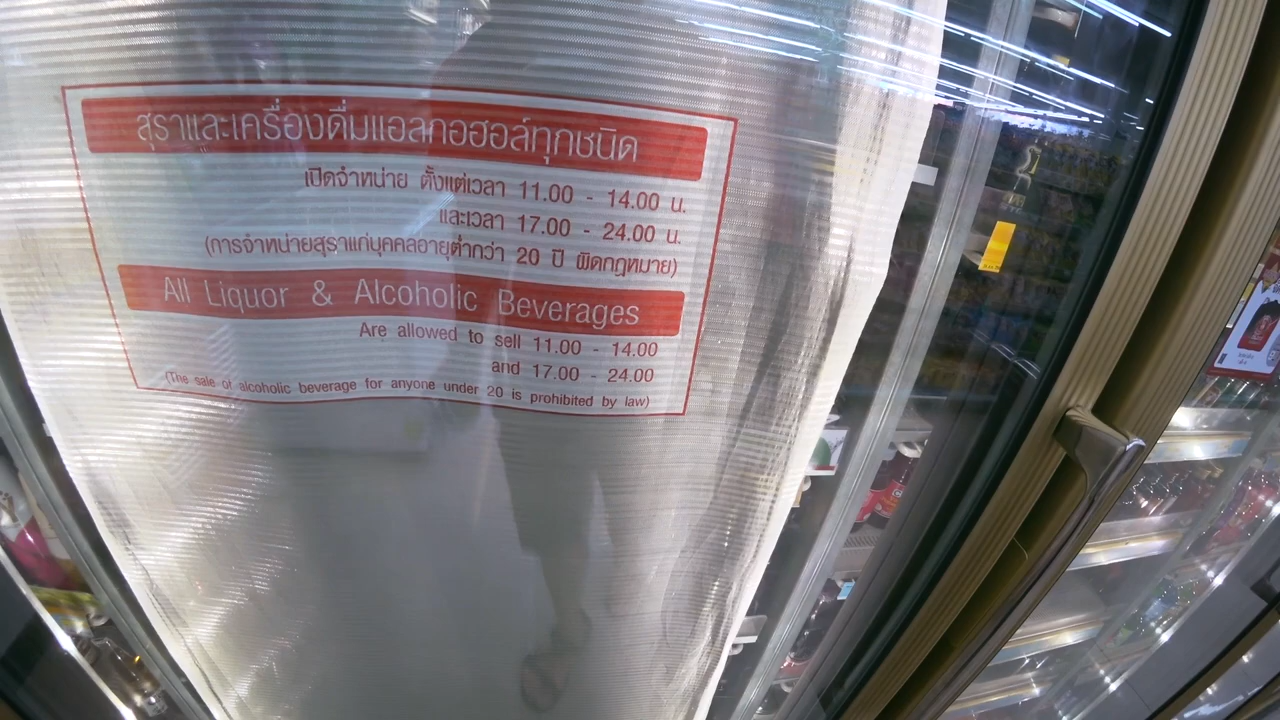 สุราและเครื่องดื่มแอลกอฮอล์ทุกชนิด
เปิดจำหน่าย ตั้งแต่เวลา 11.00 - 14.00 น.
และเวลา 17.00 - 24.00 น.
(การจำหน่ายสุราแก่บุคคลอายุต่ำกว่า 20 ปี ผิดกฎหมาย)
All Liquor & Alcoholic Beverages
Are allowed to sell 11.00 - 14.00
and 17.00 - 24.00
(The sale of alcoholic beverage for anyone under 20 is prohibited by law)